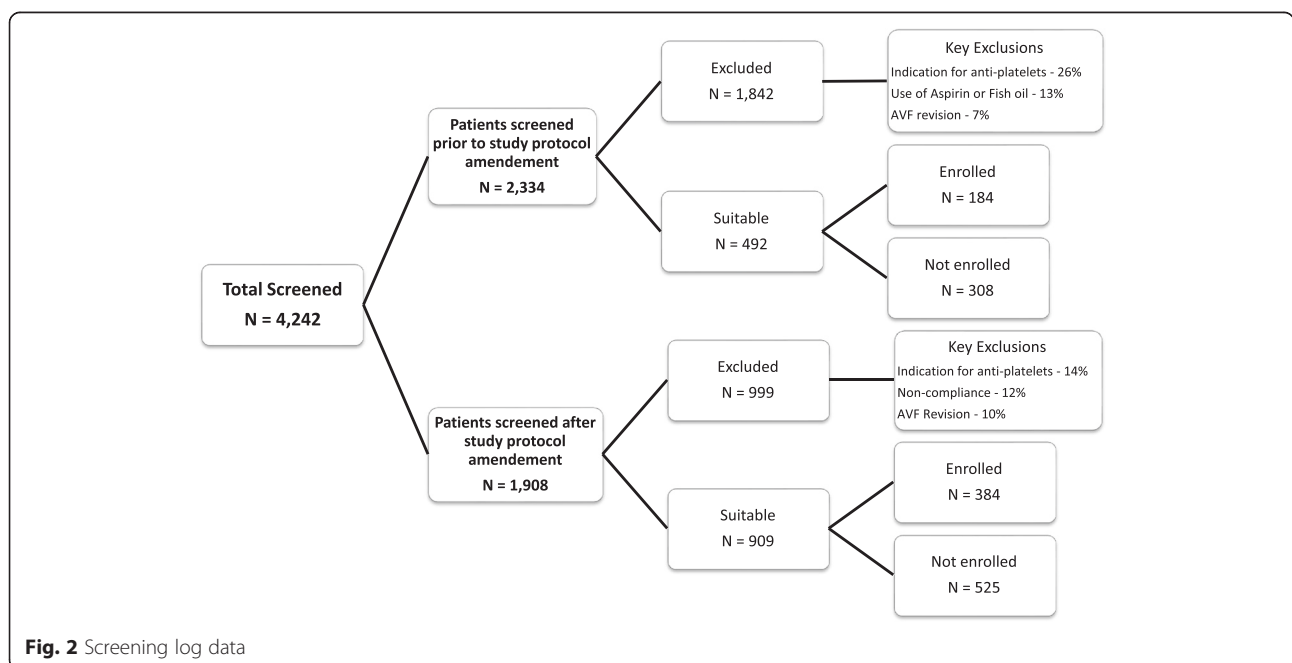 Total Screened
N = 4,242
Patients screened
prior to study protocol
amendement
N = 2,334
Excluded
N = 1,842
Key Exclusions
Indication for anti-platelets - 26%
Use of Aspirin or Fish oil - 13%
AVF revision - 7%
Suitable
N = 492
Enrolled
N = 184
Not enrolled
N = 308
Patients screened after
study protocol
amendement
N = 1,908
Excluded
N = 999
Key Exclusions
Indication for anti-platelets - 14%
Non-compliance - 12%
AVF Revision - 10%
Suitable
N = 909
Enrolled
N = 384
Not enrolled
N = 525
Fig. 2 Screening log data